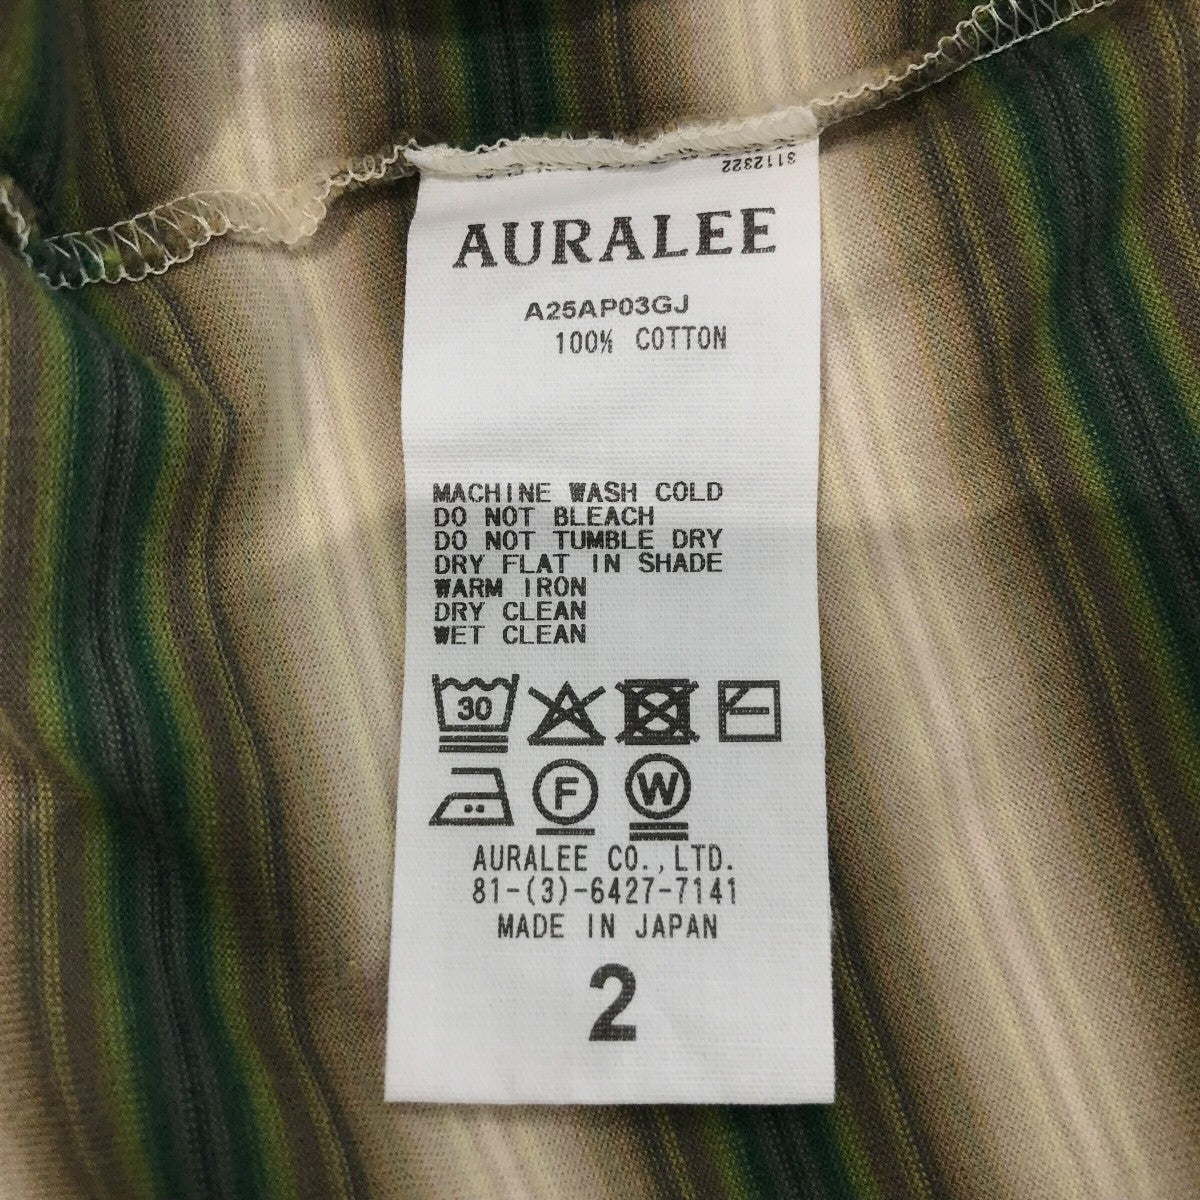 3112322
AURALEE
A25AP03GJ
100% COTTON
MACHINE WASH COLD
DO NOT BLEACH
DO NOT TUMBLE DRY
DRY FLAT IN SHADE
WARM IRON
DRY CLEAN
WET CLEAN
30
F W
AURALEE CO.,LTD.
81-(3)-6427-7141
MADE IN JAPAN
2